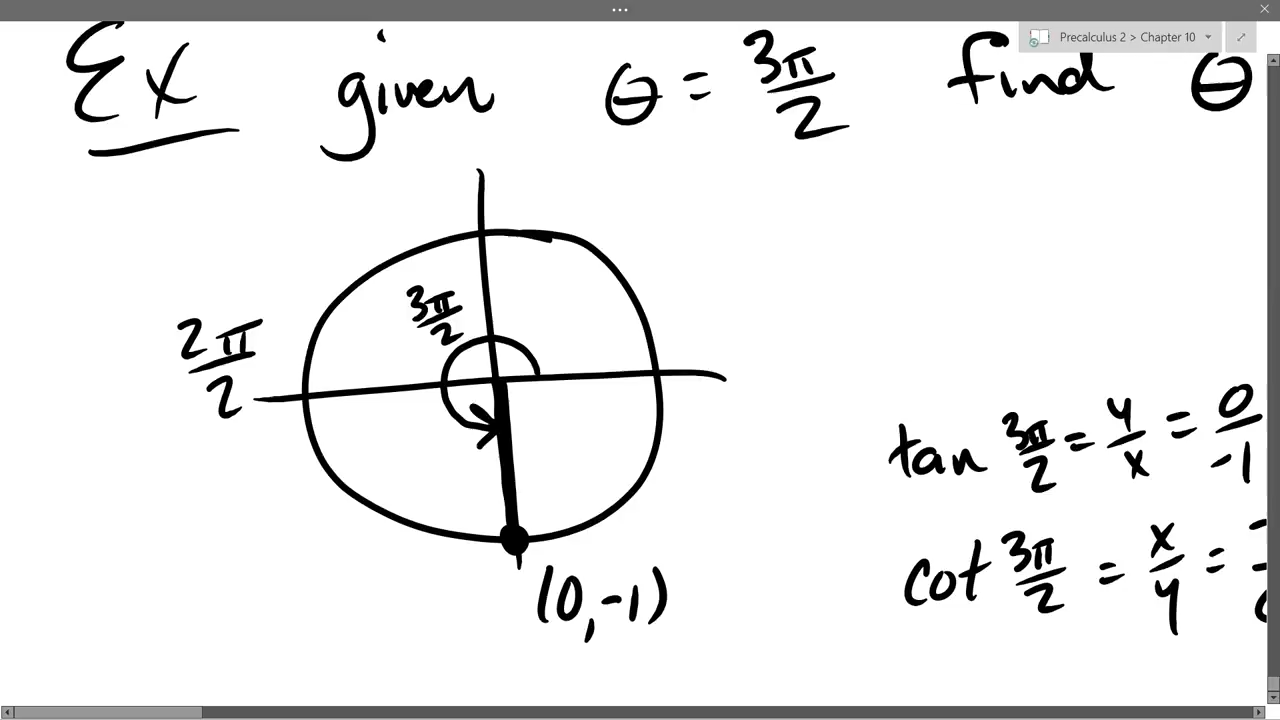 Precalculus 2 > Chapter 10
Ex given θ = 3π/2 find θ
3π/2
2π/2
tan 3π/2 = y/x = 0/-1
cot 3π/2 = x/y =
(0,-1)